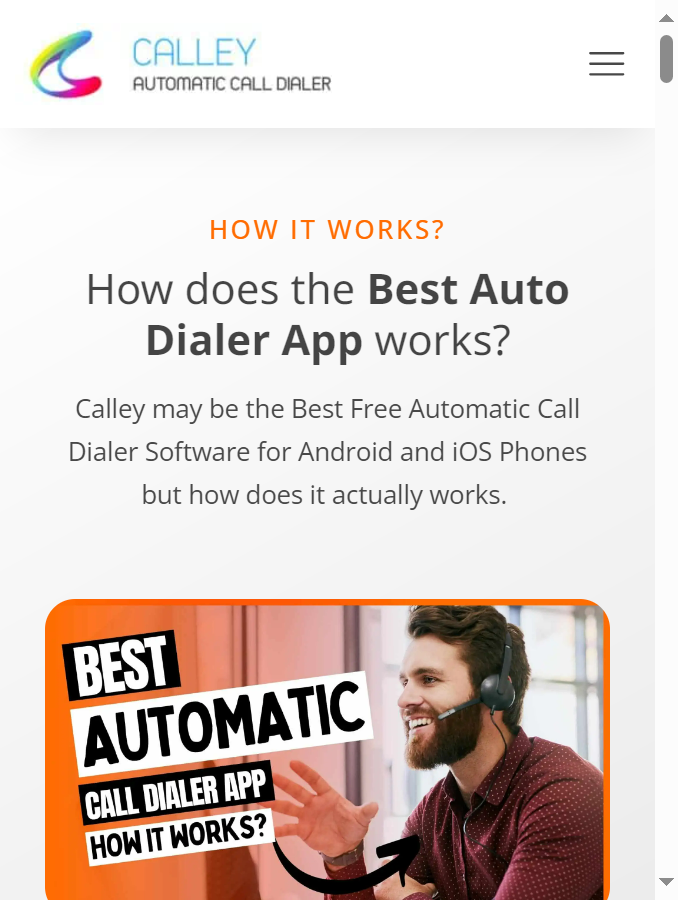 CALLEY
AUTOMATIC CALL DIALER
HOW IT WORKS?
How does the Best Auto
Dialer App works?
Calley may be the Best Free Automatic Call
Dialer Software for Android and iOS Phones
but how does it actually works.
BEST
AUTOMATIC
CALL DIALER APP
HOW IT WORKS?